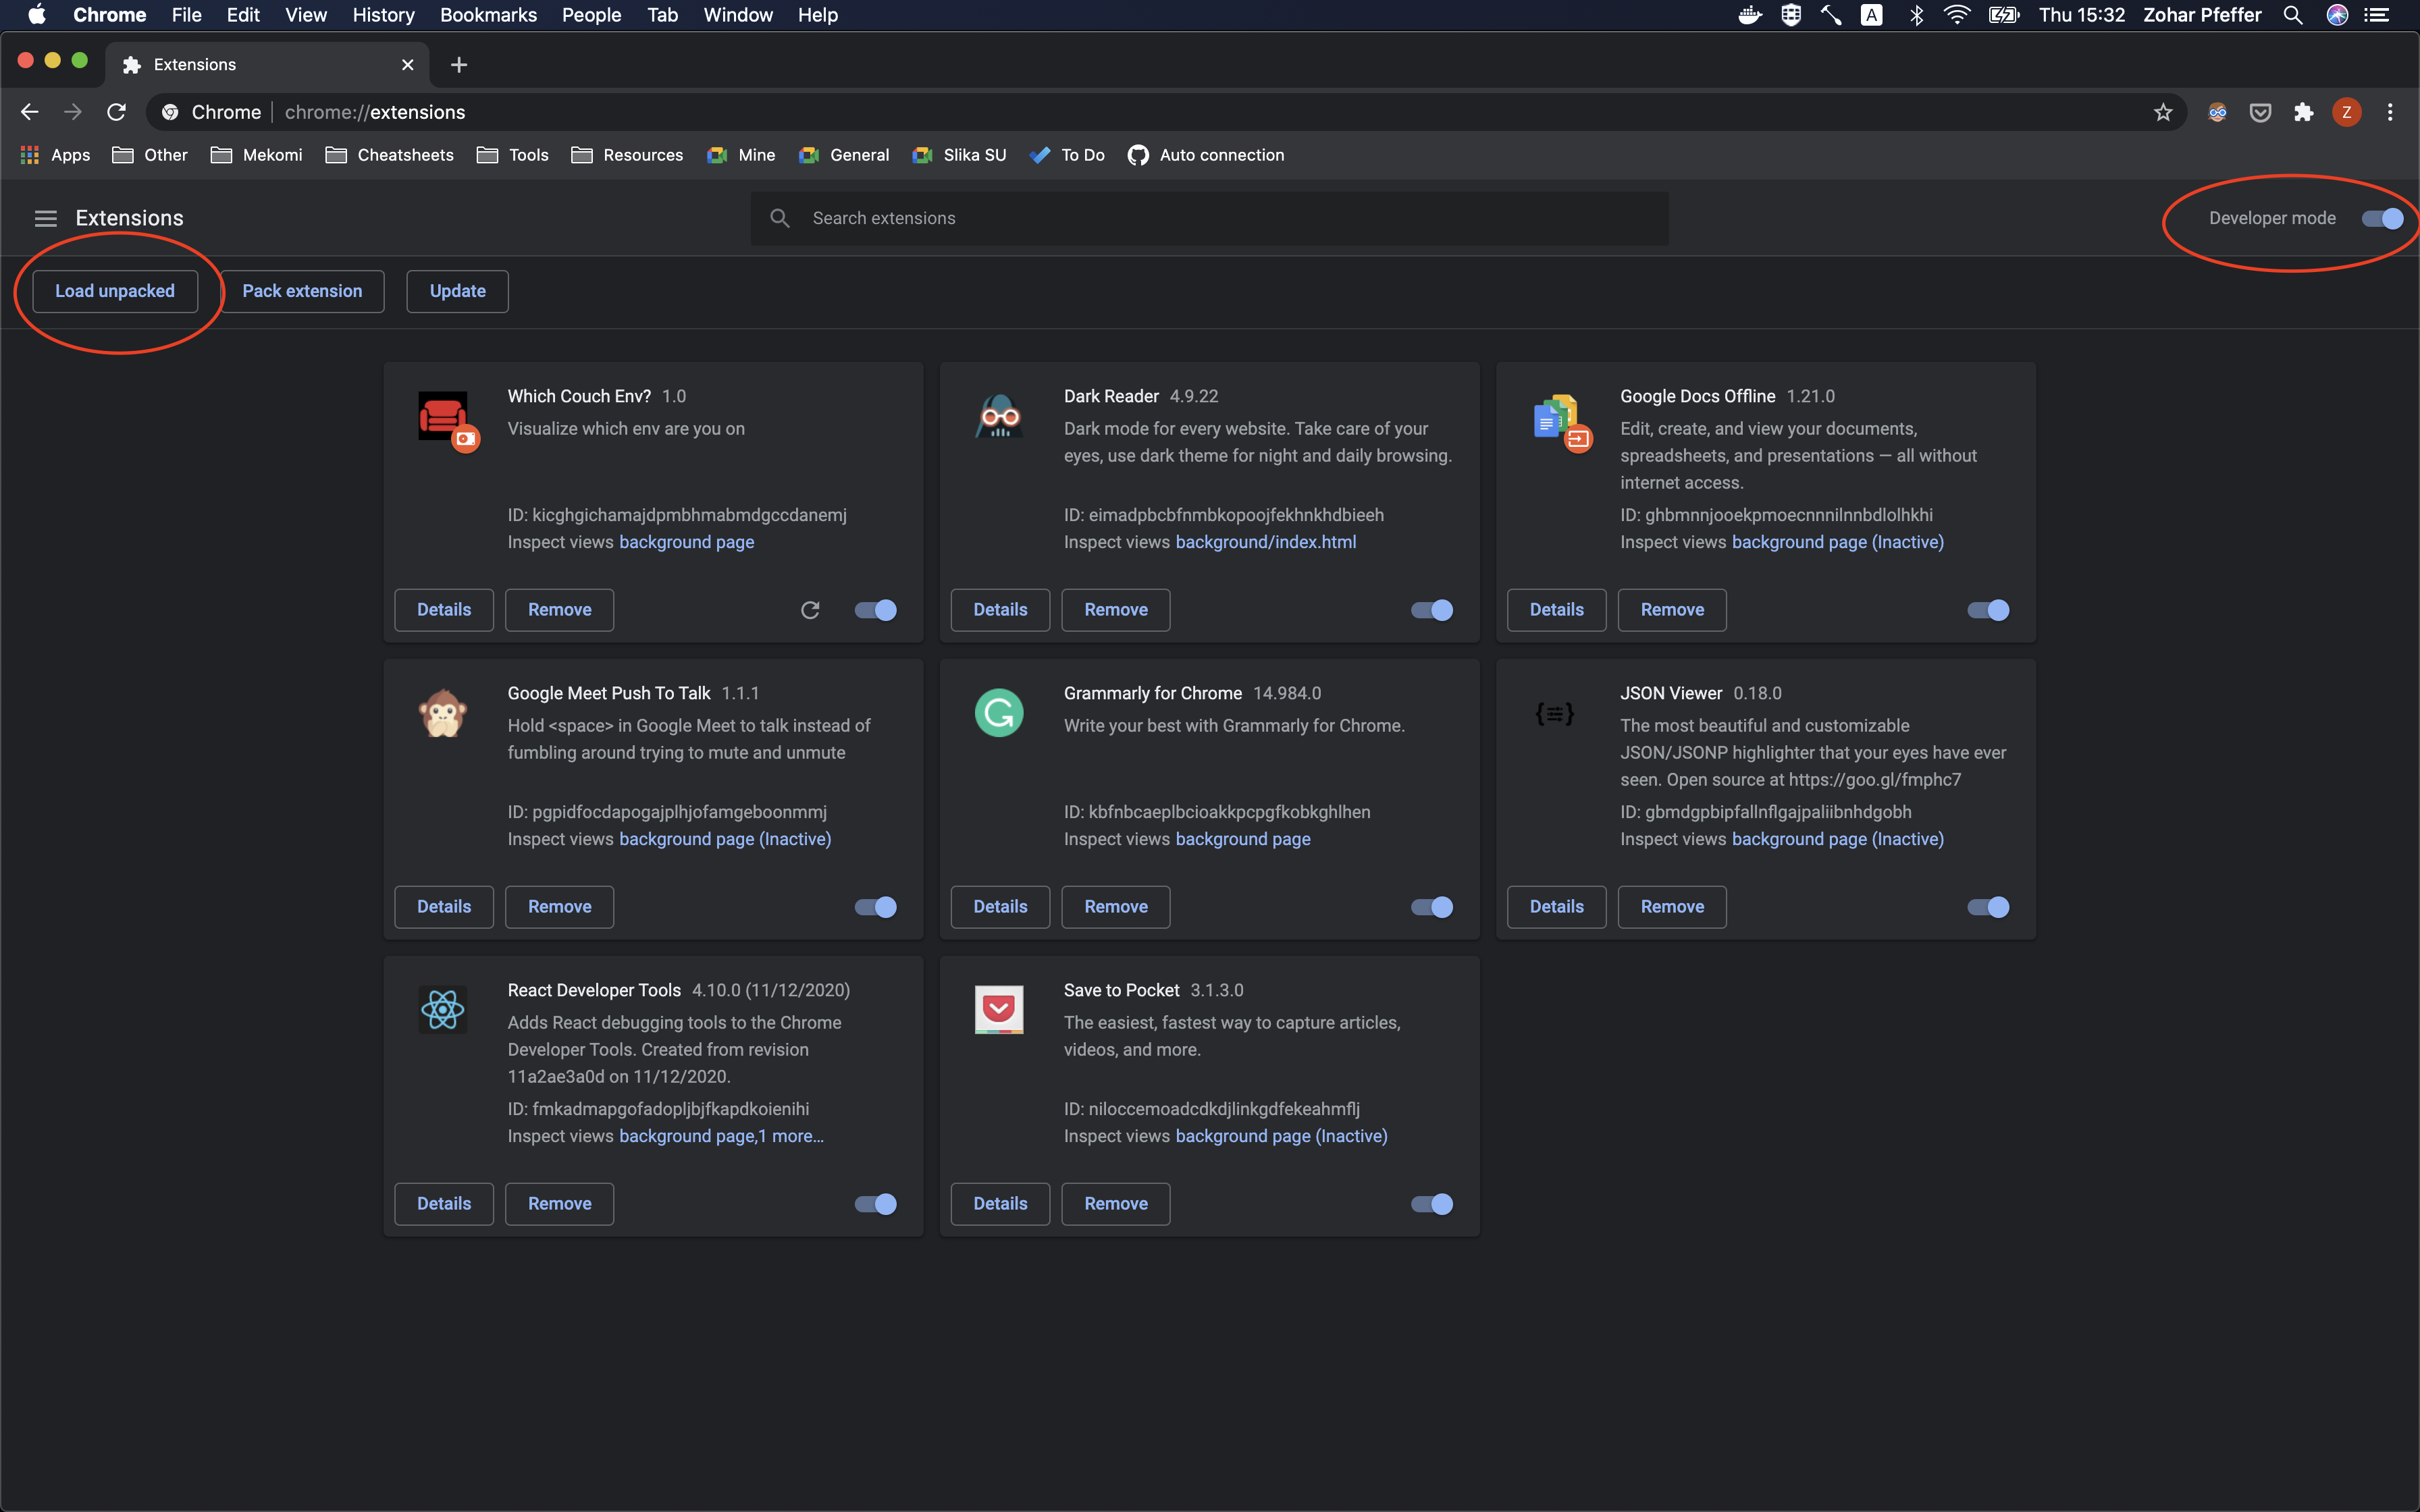 Chrome File Edit View History Bookmarks People Tab Window Help A Thu 15:32 Zohar Pfeffer
Extensions
Chrome chrome://extensions Z
Apps Other Mekomi Cheatsheets Tools Resources Mine General Slika SU To Do Auto connection
Extensions Search extensions Developer mode
Load unpacked Pack extension Update
Which Couch Env? 1.0
Visualize which env are you on
ID: kicghgichamajdpmbhmabmdgccdanemj
Inspect views background page
Details Remove
Dark Reader 4.9.22
Dark mode for every website. Take care of your
eyes, use dark theme for night and daily browsing.
ID: eimadpbcbfnmbkopoojfekhnkhdbieeh
Inspect views background/index.html
Details Remove
Google Docs Offline 1.21.0
Edit, create, and view your documents,
spreadsheets, and presentations — all without
internet access.
ID: ghbmnnjooekpmoecnnnilnnbdlolhkhi
Inspect views background page (Inactive)
Details Remove
Google Meet Push To Talk 1.1.1
Hold <space> in Google Meet to talk instead of
fumbling around trying to mute and unmute
ID: pgpidfocdapogajplhjofamgeboonmmj
Inspect views background page (Inactive)
Details Remove
Grammarly for Chrome 14.984.0
Write your best with Grammarly for Chrome.
ID: kbfnbcaeplbcioakkpcpgfkobkghlhen
Inspect views background page
Details Remove
JSON Viewer 0.18.0
The most beautiful and customizable
JSON/JSONP highlighter that your eyes have ever
seen. Open source at https://goo.gl/fmphc7
ID: gbmdgpbipfallnflgajpaliibnhdgobh
Inspect views background page (Inactive)
Details Remove
React Developer Tools 4.10.0 (11/12/2020)
Adds React debugging tools to the Chrome
Developer Tools. Created from revision
11a2ae3a0d on 11/12/2020.
ID: fmkadmapgofadopljbjfkapdkoienihi
Inspect views background page,1 more...
Details Remove
Save to Pocket 3.1.3.0
The easiest, fastest way to capture articles,
videos, and more.
ID: niloccemoadcdkdjlinkgdfekeahmflj
Inspect views background page (Inactive)
Details Remove